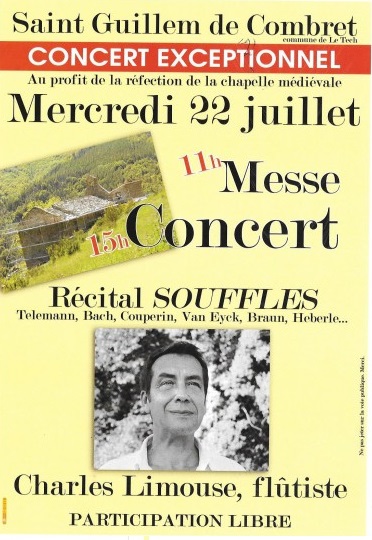 Saint Guillem de Combret
commune de Le Tech
CONCERT EXCEPTIONNEL
Au profit de la réfection de la chapelle médiévale
Mercredi 22 juillet
11h Messe
15h Concert
Récital SOUFFLES
Telemann, Bach, Couperin, Van Eyck, Braun, Heberle...
Charles Limouse, flûtiste
PARTICIPATION LIBRE
Ne pas jeter sur la voie publique. Merci.